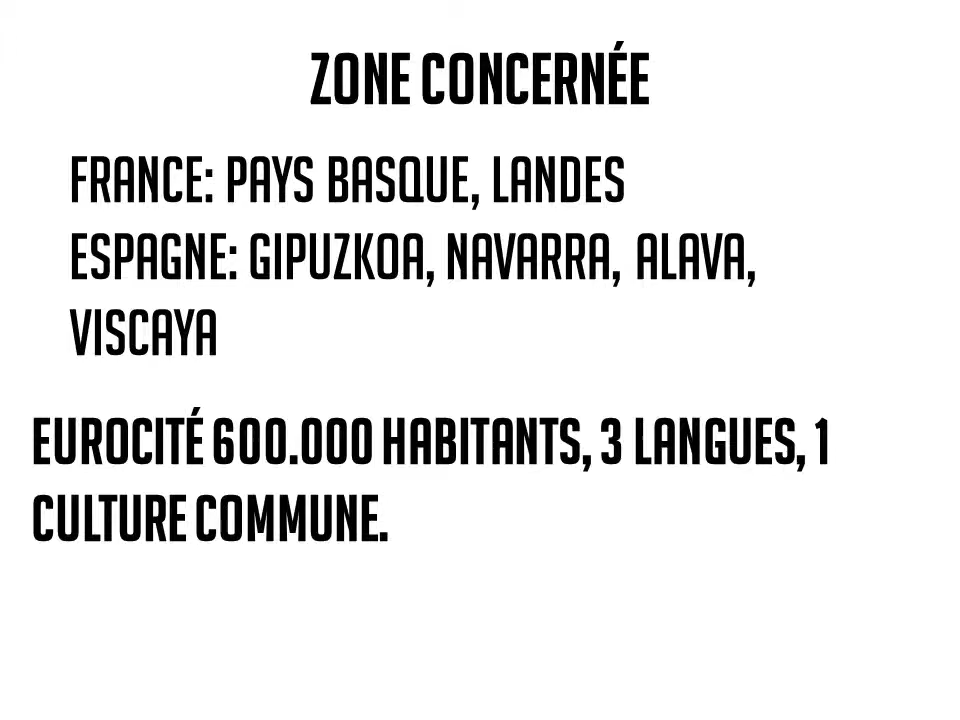 ZONE CONCERNÉE
FRANCE: PAYS BASQUE, LANDES
ESPAGNE: GIPUZKOA, NAVARRA, ALAVA,
VISCAYA
EUROCITÉ 600.000 HABITANTS, 3 LANGUES, 1
CULTURE COMMUNE.